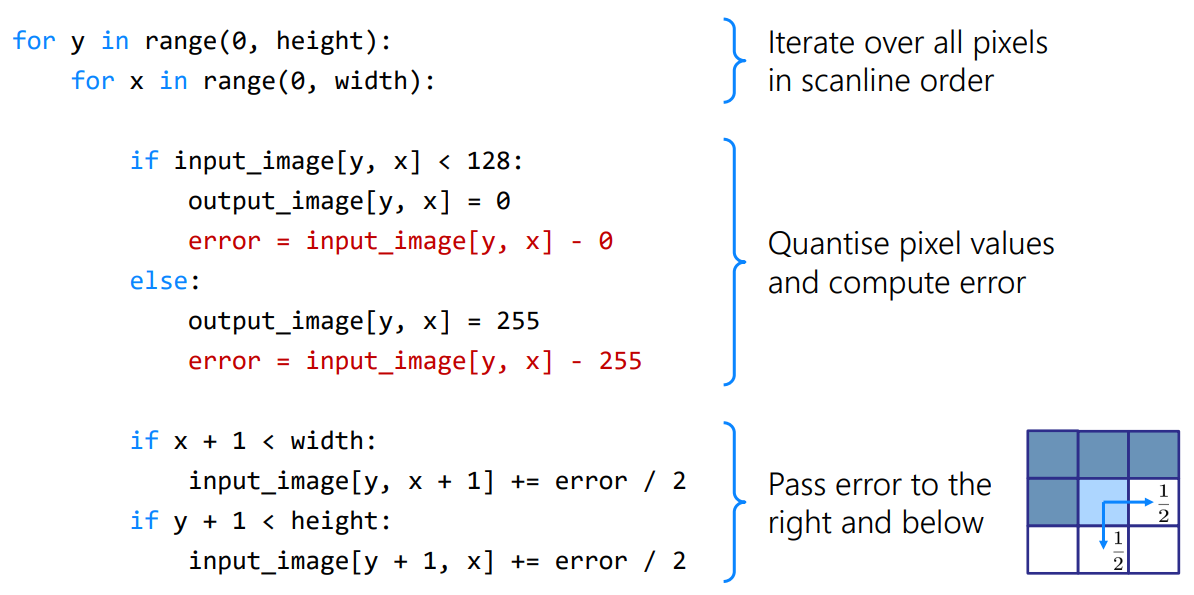 for y in range(0, height):
    for x in range(0, width):
Iterate over all pixels
in scanline order
        if input_image[y, x] < 128:
            output_image[y, x] = 0
            error = input_image[y, x] - 0
        else:
            output_image[y, x] = 255
            error = input_image[y, x] - 255
Quantise pixel values
and compute error
        if x + 1 < width:
            input_image[y, x + 1] += error / 2
        if y + 1 < height:
            input_image[y + 1, x] += error / 2
Pass error to the
right and below
1/2
1/2